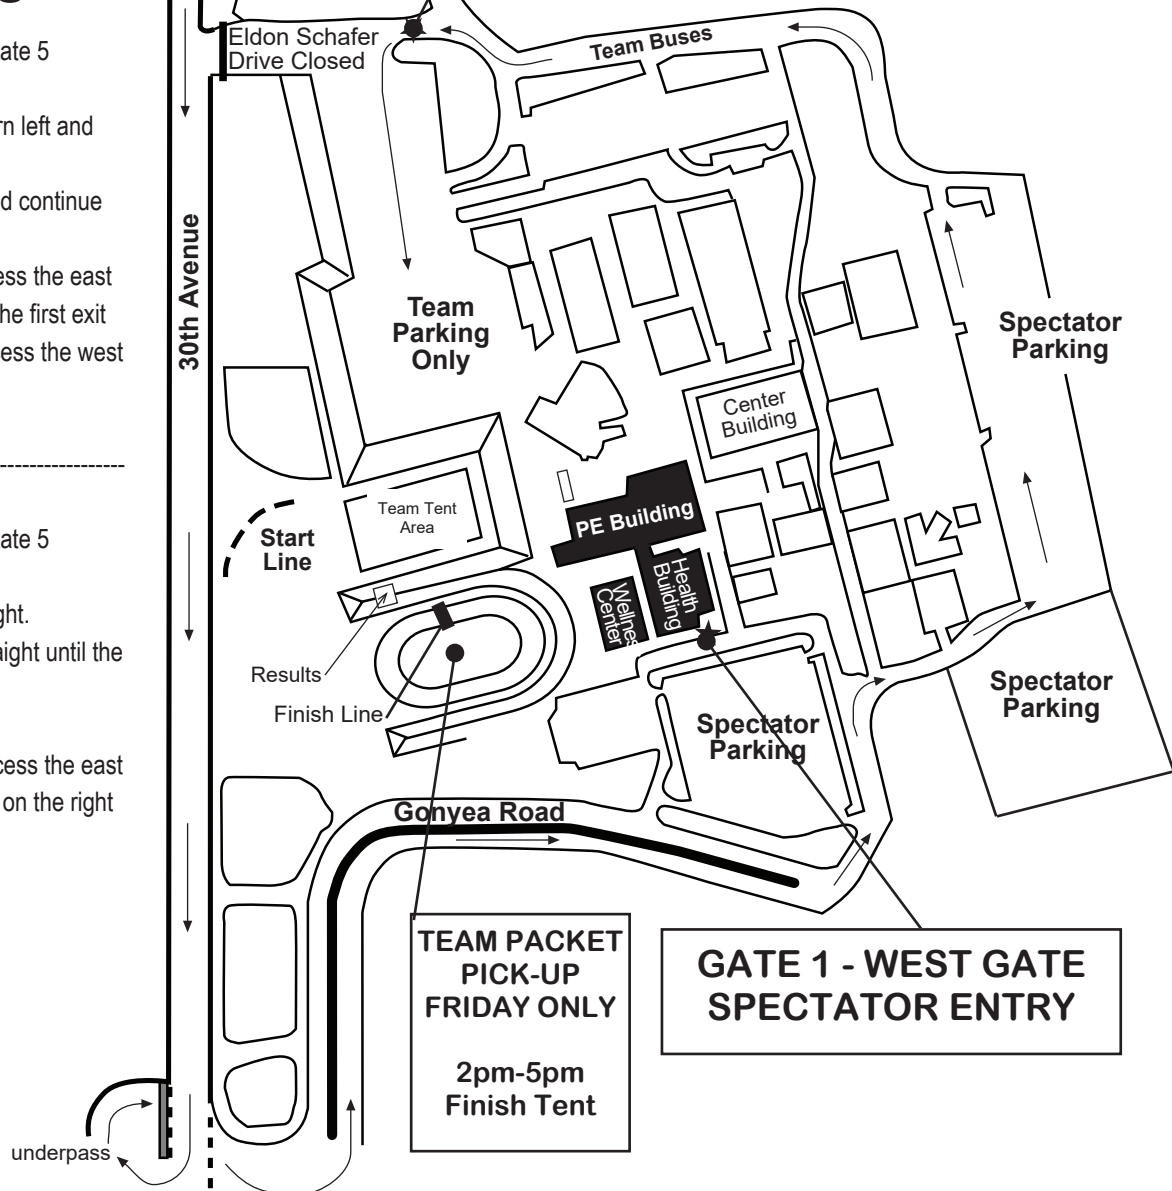 ate 5
rn left and
d continue
ess the east
he first exit
ess the west
------------------
ate 5
ght.
aight until the
cess the east
on the right
Eldon Schafer
Drive Closed
Team Buses
30th Avenue
Team
Parking
Only
Spectator
Parking
Center
Building
Team Tent
Area
Start
Line
PE Building
Health
Building
Wellnes
Center
Results
Finish Line
Spectator
Parking
Spectator
Parking
Gonyea Road
TEAM PACKET
PICK-UP
FRIDAY ONLY
2pm-5pm
Finish Tent
GATE 1 - WEST GATE
SPECTATOR ENTRY
underpass